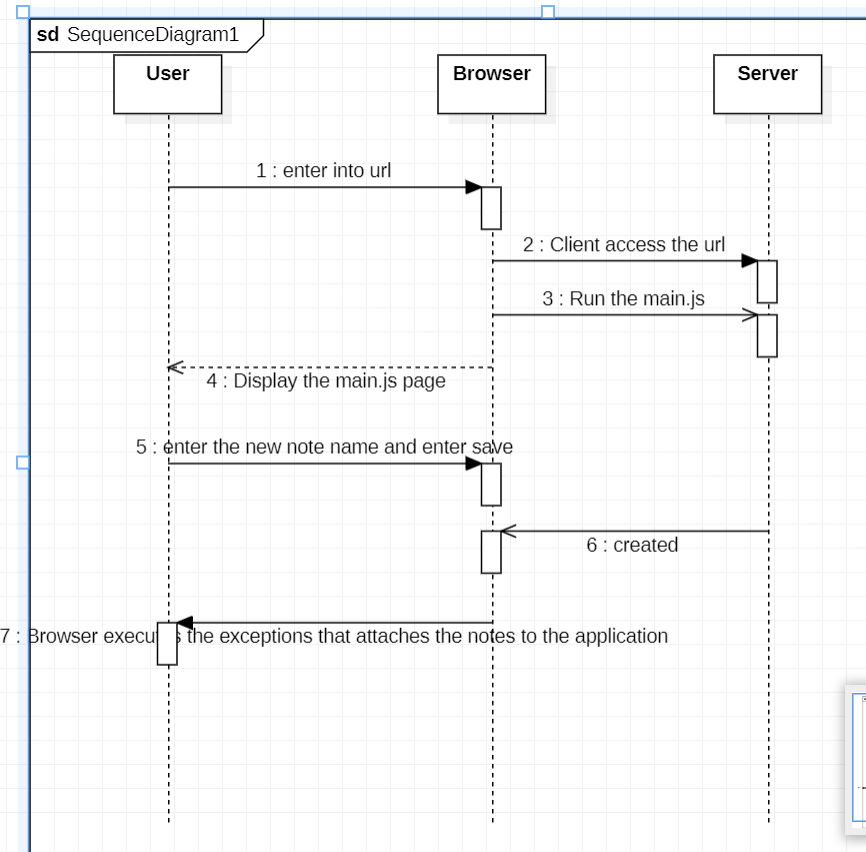 sd SequenceDiagram1
User
Browser
Server
1 : enter into url
2 : Client access the url
3 : Run the main.js
4 : Display the main.js page
5 : enter the new note name and enter save
6 : created
7 : Browser executes the exceptions that attaches the notes to the application